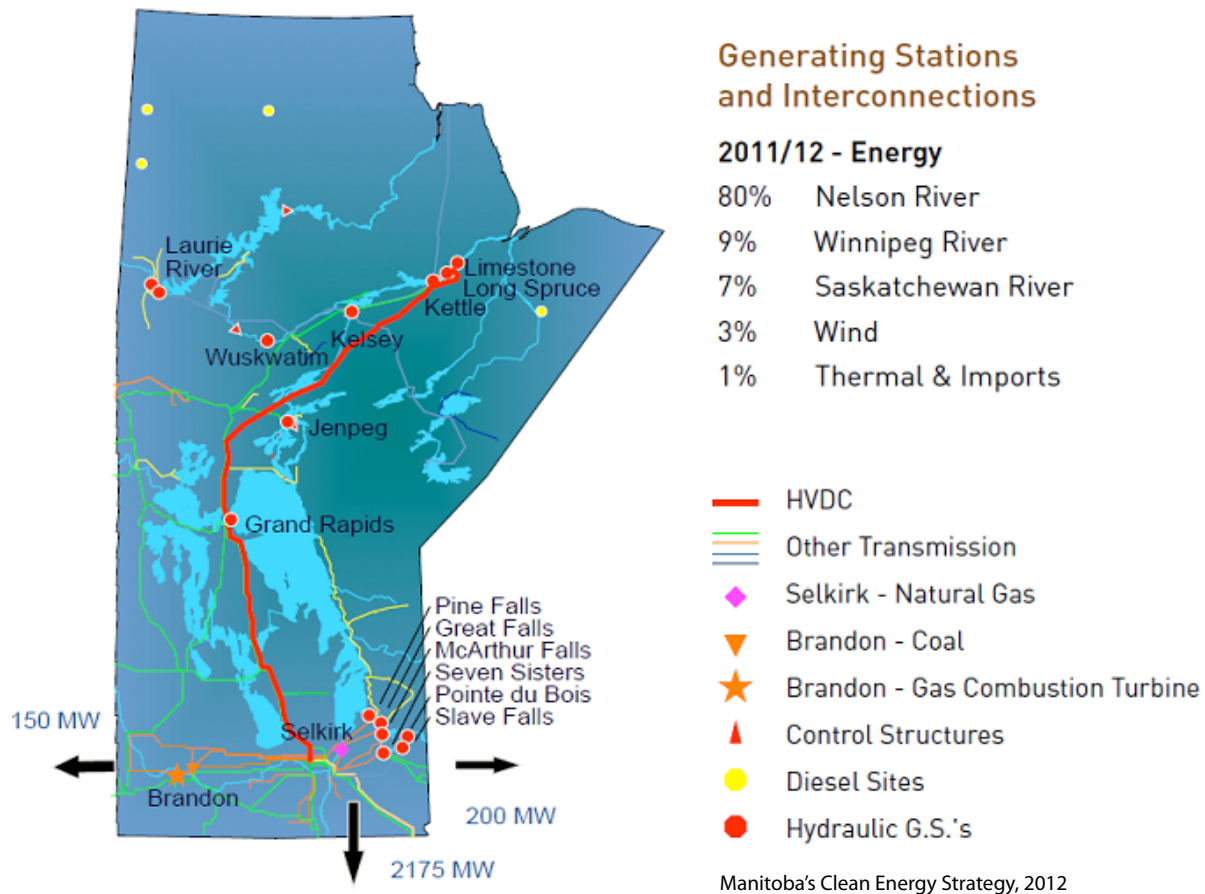 Generating Stations
and Interconnections
2011/12 - Energy
80% Nelson River
9% Winnipeg River
7% Saskatchewan River
3% Wind
1% Thermal & Imports
HVDC
Other Transmission
Selkirk - Natural Gas
Brandon - Coal
Brandon - Gas Combustion Turbine
Control Structures
Diesel Sites
Hydraulic G.S.'s
Manitoba's Clean Energy Strategy, 2012
Laurie
River
Limestone
Long Spruce
Kettle
Kelsey
Wuskwatim
Jenpeg
Grand Rapids
Pine Falls
Great Falls
McArthur Falls
Seven Sisters
Pointe du Bois
Slave Falls
Selkirk
150 MW
Brandon
200 MW
2175 MW